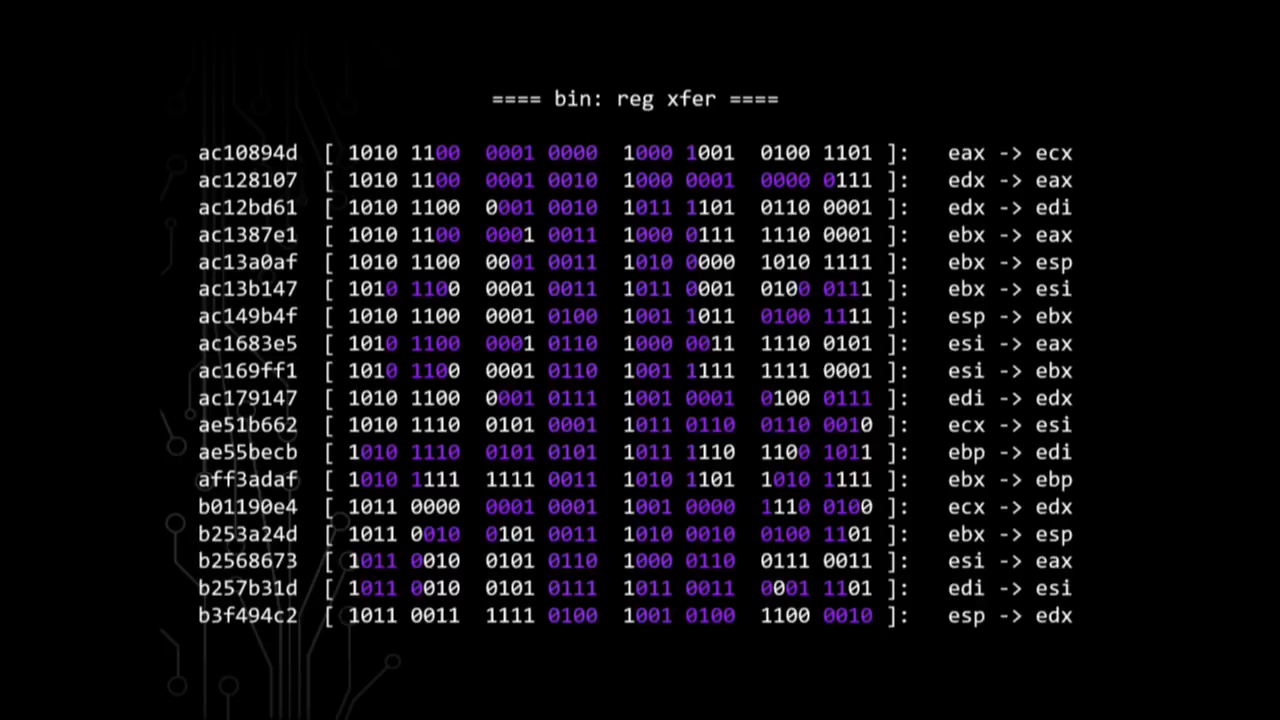 ==== bin: reg xfer ====
ac10894d [ 1010 1100 0001 0000 1000 1001 0100 1101 ]: eax -> ecx
ac128107 [ 1010 1100 0001 0010 1000 0001 0000 0111 ]: edx -> eax
ac12bd61 [ 1010 1100 0001 0010 1011 1101 0110 0001 ]: edx -> edi
ac1387e1 [ 1010 1100 0001 0011 1000 0111 1110 0001 ]: ebx -> eax
ac13a0af [ 1010 1100 0001 0011 1010 0000 1010 1111 ]: ebx -> esp
ac13b147 [ 1010 1100 0001 0011 1011 0001 0100 0111 ]: ebx -> esi
ac149b4f [ 1010 1100 0001 0100 1001 1011 0100 1111 ]: esp -> ebx
ac1683e5 [ 1010 1100 0001 0110 1000 0011 1110 0101 ]: esi -> eax
ac169ff1 [ 1010 1100 0001 0110 1001 1111 1111 0001 ]: esi -> ebx
ac179147 [ 1010 1100 0001 0111 1001 0001 0100 0111 ]: edi -> edx
ae51b662 [ 1010 1110 0101 0001 1011 0110 0110 0010 ]: ecx -> esi
ae55becb [ 1010 1110 0101 0101 1011 1110 1100 1011 ]: ebp -> edi
aff3adaf [ 1010 1111 1111 0011 1010 1101 1010 1111 ]: ebx -> ebp
b01190e4 [ 1011 0000 0001 0001 1001 0000 1110 0100 ]: ecx -> edx
b253a24d [ 1011 0010 0101 0011 1010 0010 0100 1101 ]: ebx -> esp
b2568673 [ 1011 0010 0101 0110 1000 0110 0111 0011 ]: esi -> eax
b257b31d [ 1011 0010 0101 0111 1011 0011 0001 1101 ]: edi -> esi
b3f494c2 [ 1011 0011 1111 0100 1001 0100 1100 0010 ]: esp -> edx